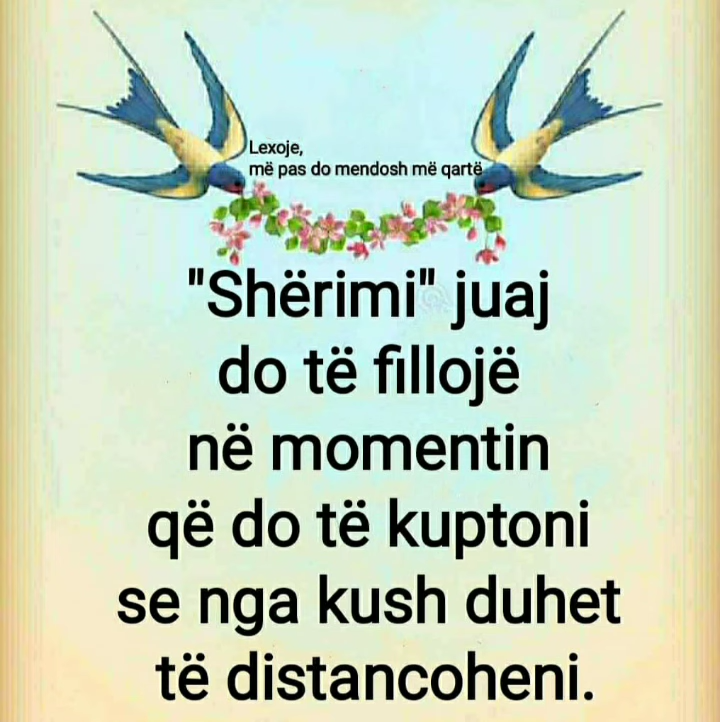 Lexoje,
më pas do mendosh më qartë
"Shërimi" juaj
do të fillojë
në momentin
që do të kuptoni
se nga kush duhet
të distancoheni.